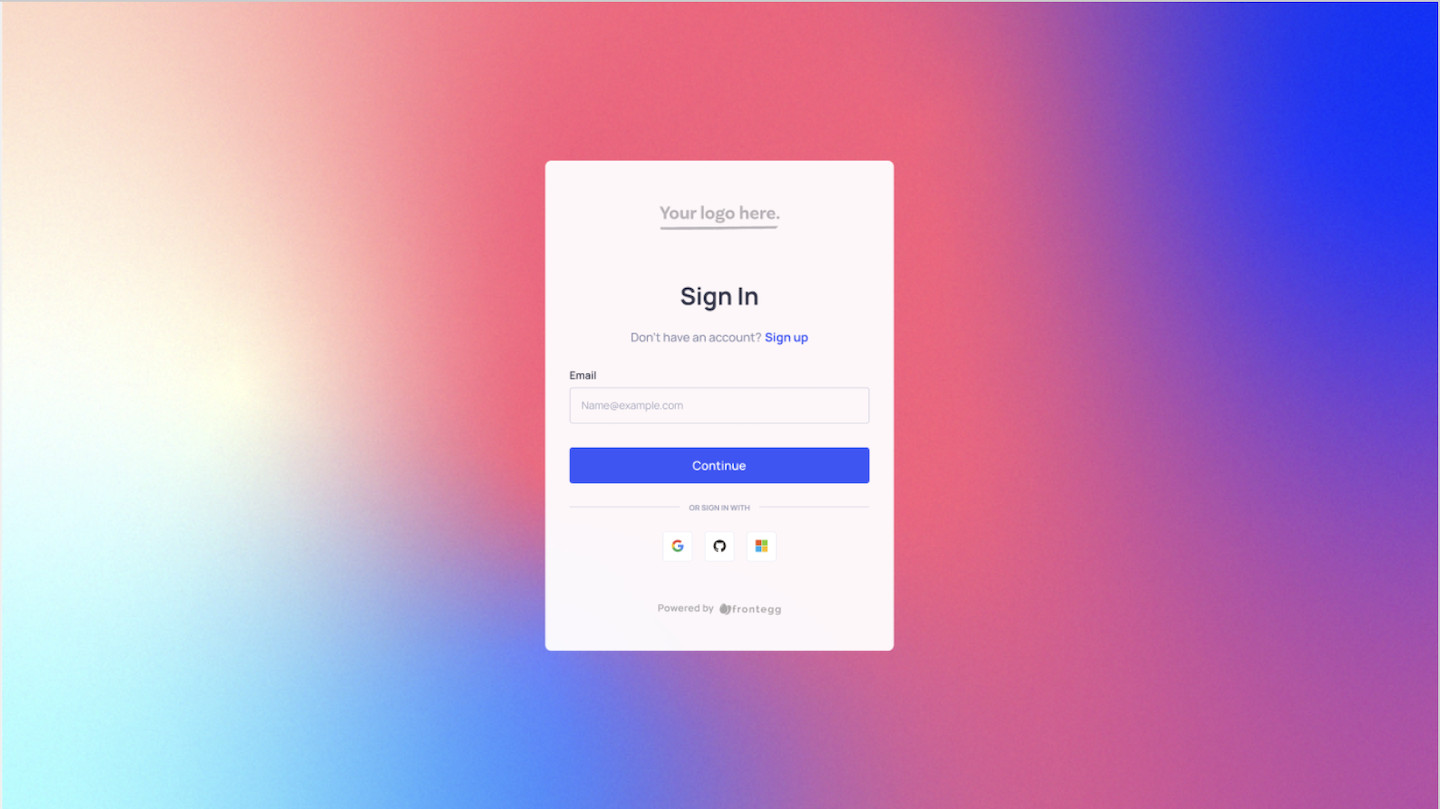 Your logo here.
Sign In
Don't have an account? Sign up
Email
Name@example.com
Continue
OR SIGN IN WITH
Powered by frontegg